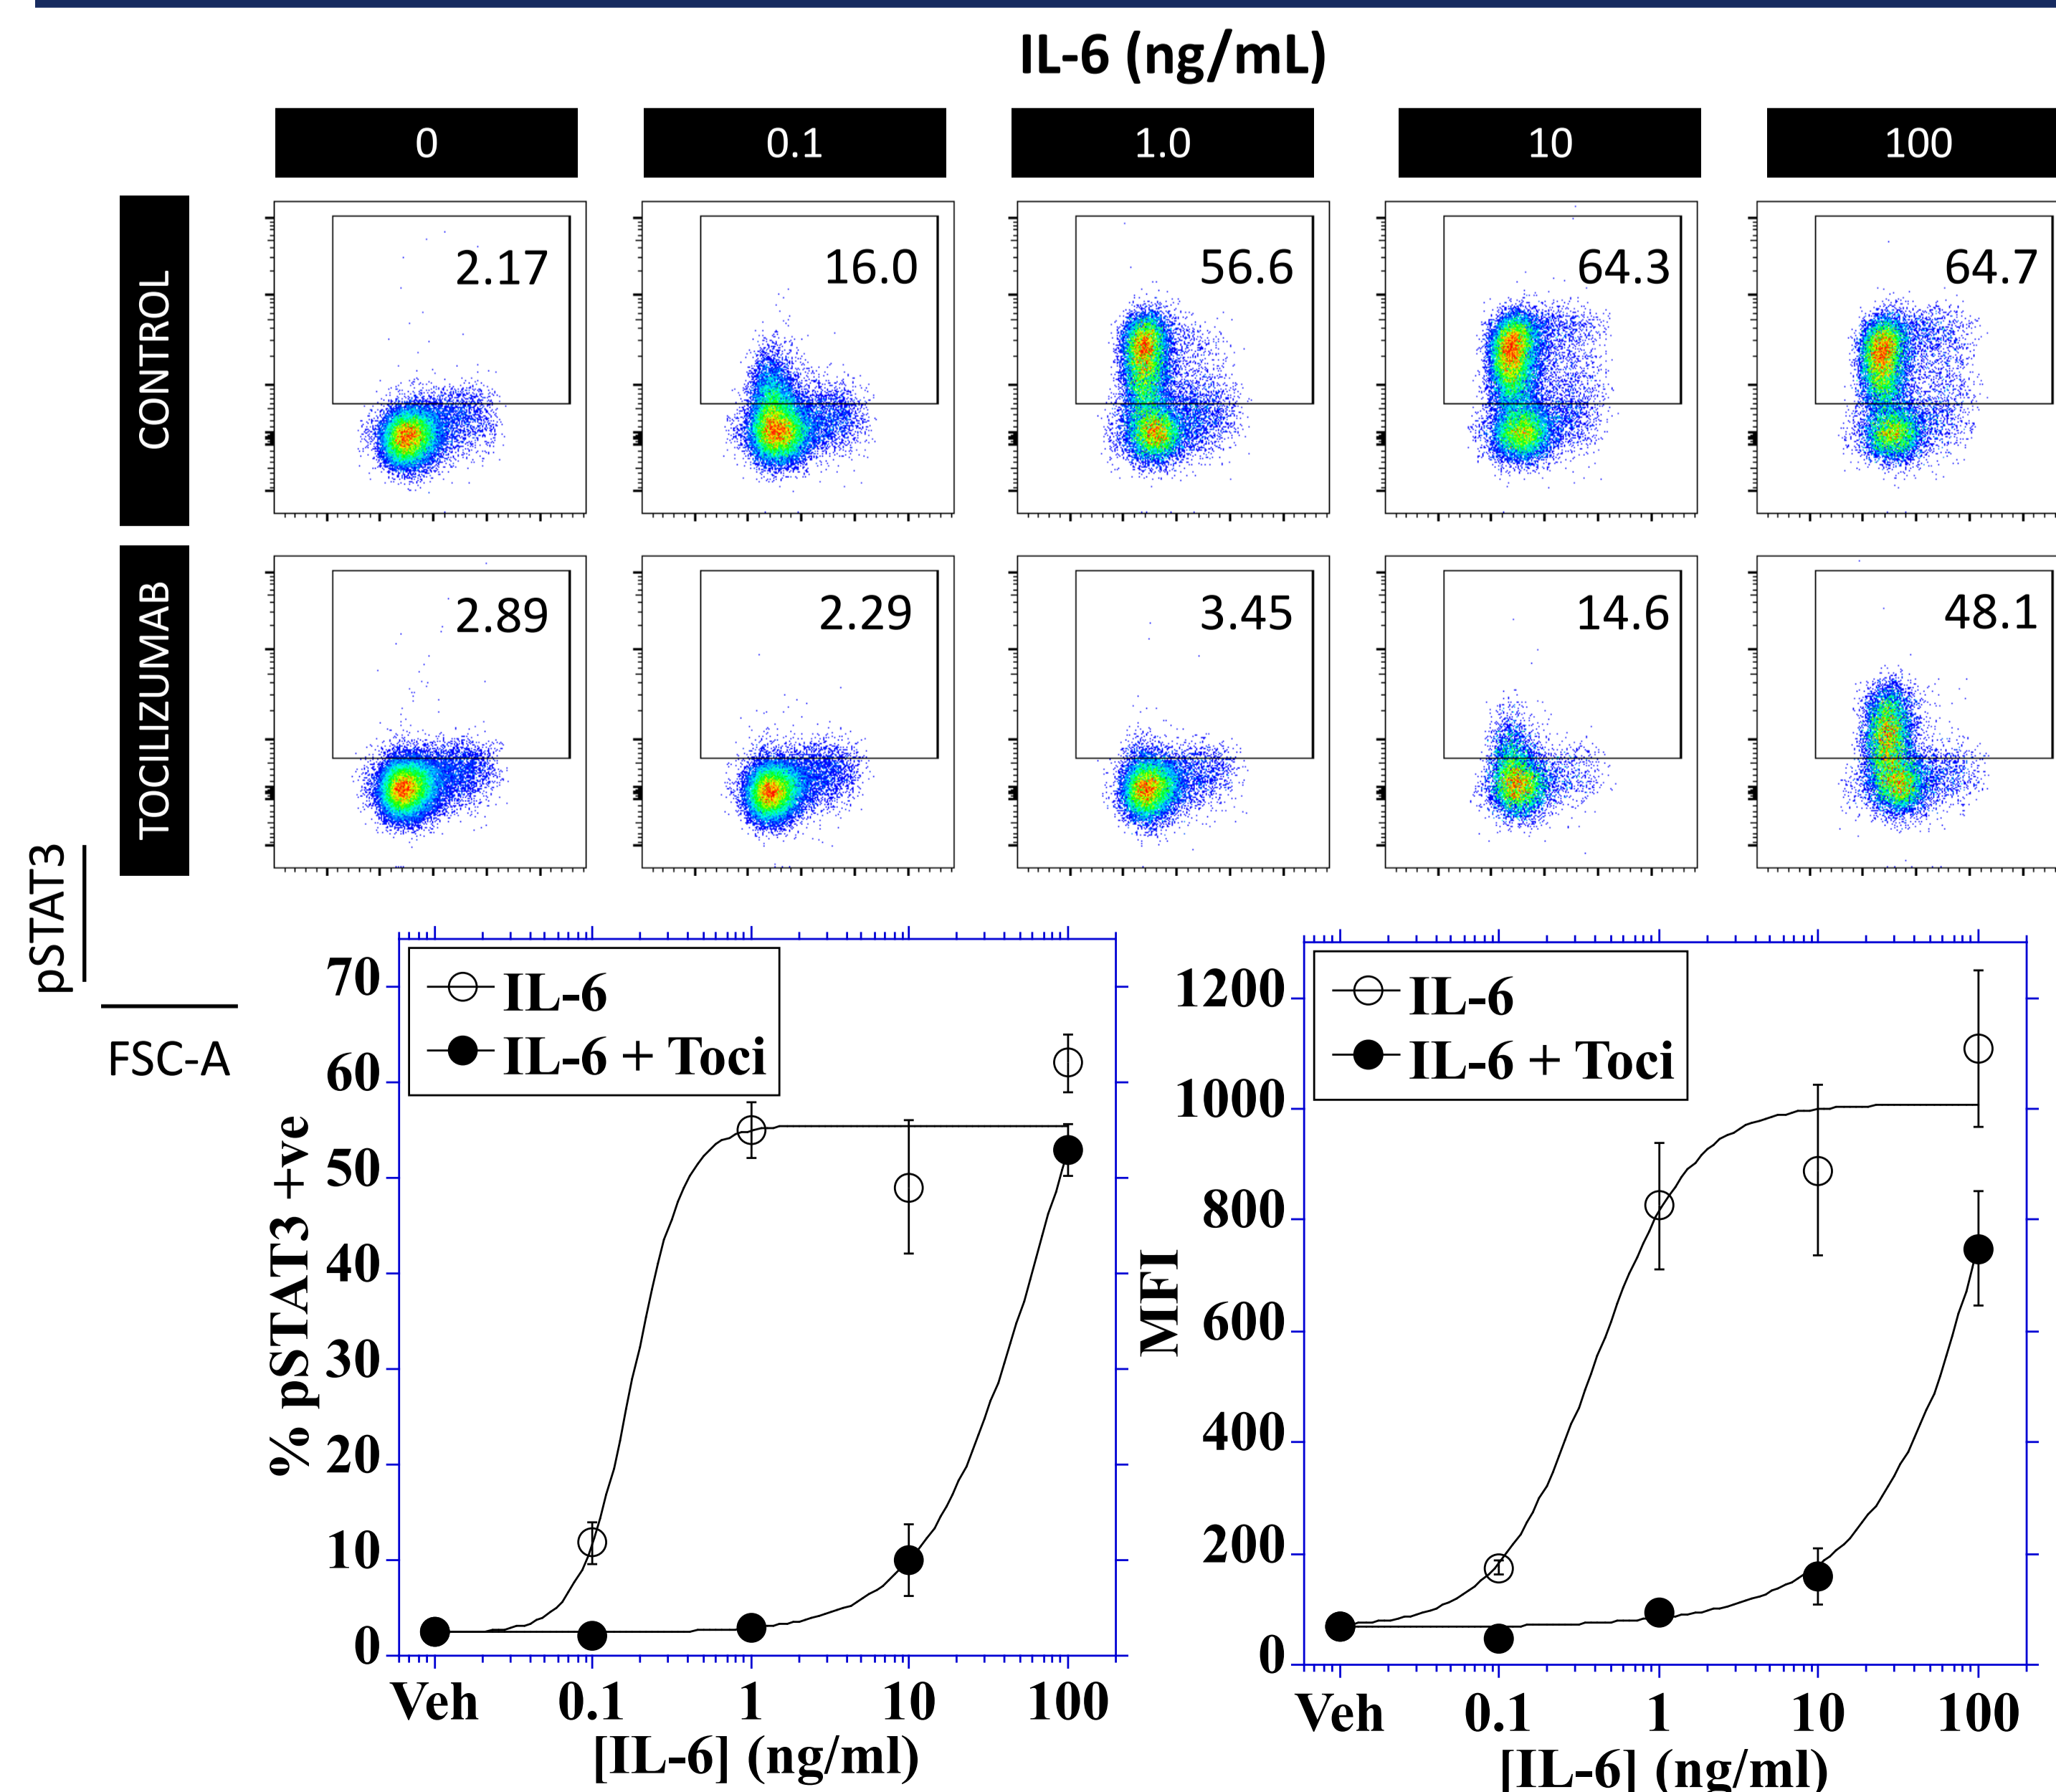 IL-6 (ng/mL)
0
0.1
1.0
10
100
CONTROL
2.17
16.0
56.6
64.3
64.7
TOCILIZUMAB
2.89
2.29
3.45
14.6
48.1
pSTAT3
FSC-A
IL-6
IL-6 + Toci
% pSTAT3 +ve
70
60
50
40
30
20
10
0
Veh
0.1
1
10
100
[IL-6] (ng/ml)
IL-6
IL-6 + Toci
MFI
1200
1000
800
600
400
200
0
Veh
0.1
1
10
100
[IL-6] (ng/ml)